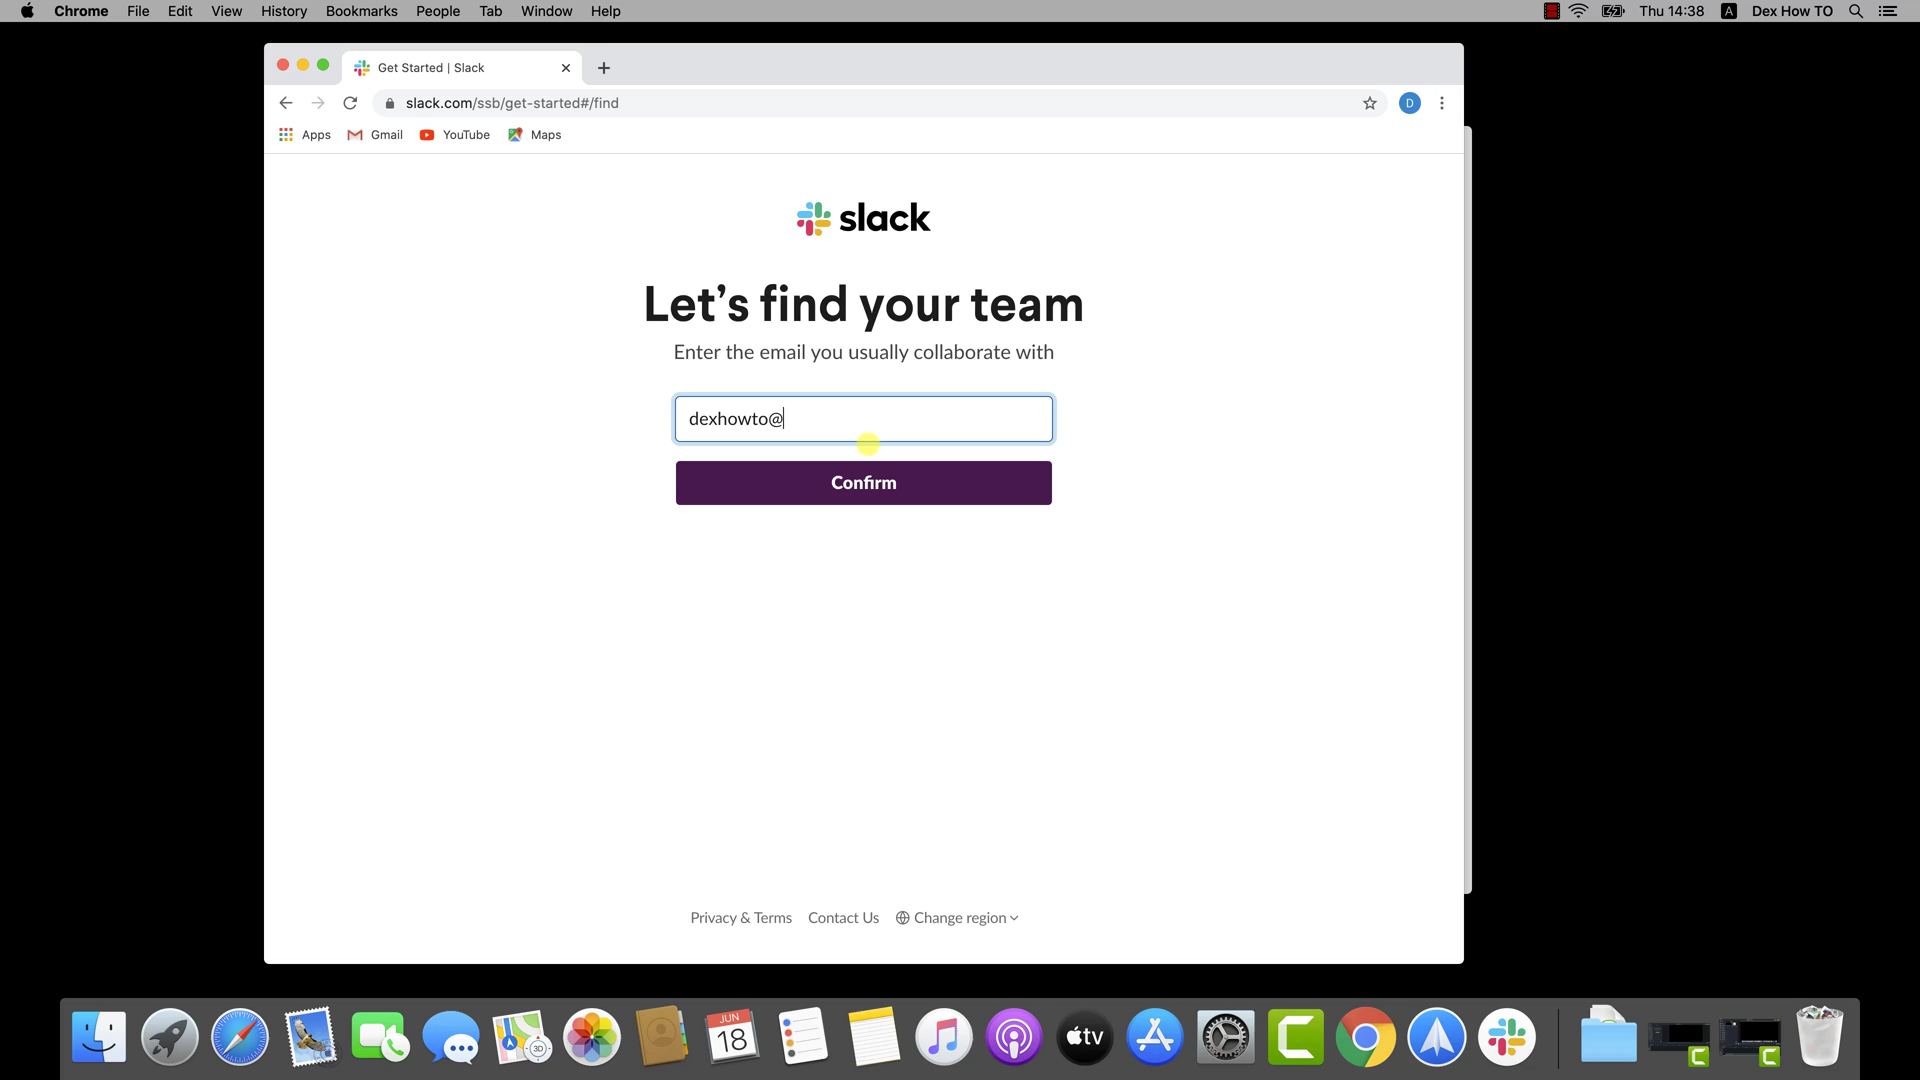 Chrome File Edit View History Bookmarks People Tab Window Help
Thu 14:38 A Dex How TO
Get Started | Slack
slack.com/ssb/get-started#/find
D
Apps Gmail YouTube Maps
slack
Let’s find your team
Enter the email you usually collaborate with
dexhowto@
Confirm
Privacy & Terms Contact Us Change region
3D
JUN
18
tv